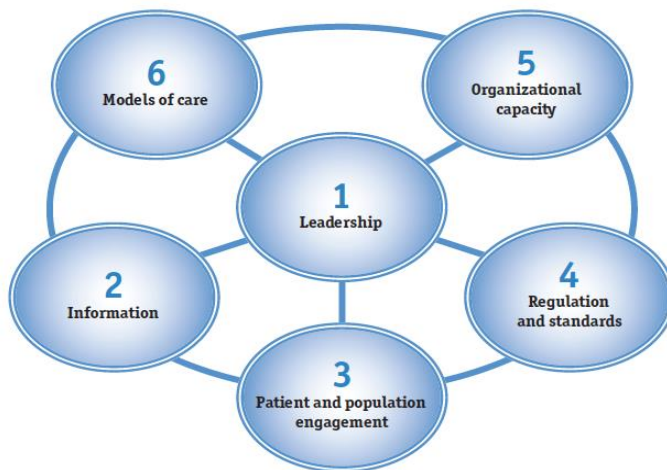 6
Models of care
5
Organizational
capacity
1
Leadership
2
Information
4
Regulation
and standards
3
Patient and population
engagement